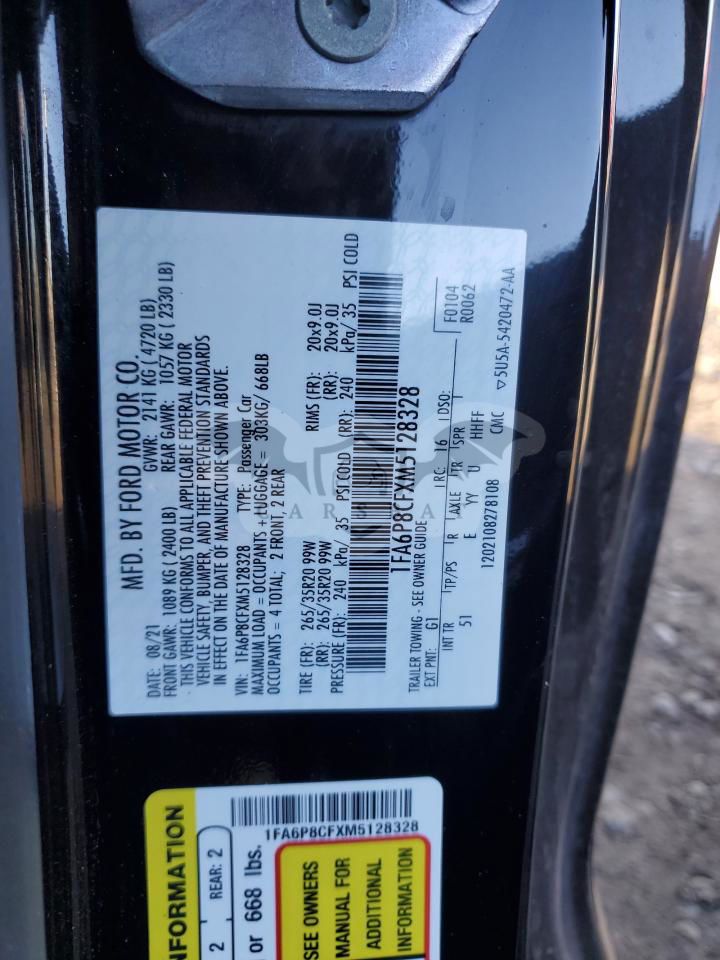 MFD. BY FORD MOTOR CO.
DATE: 08/21 GVWR: 2141 KG ( 4720 LB)
FRONT GAWR: 1089 KG (2400 LB) REAR GAWR: 1057 KG ( 2330 LB)
THIS VEHICLE CONFORMS TO ALL APPLICABLE FEDERAL MOTOR
VEHICLE SAFETY, BUMPER, AND THEFT PREVENTION STANDARDS
IN EFFECT ON THE DATE OF MANUFACTURE SHOWN ABOVE.
VIN: 1FA6P8CFXM5128328 TYPE: Passenger Car
MAXIMUM LOAD = OCCUPANTS + LUGGAGE = 303KG/ 668LB
OCCUPANTS = 4 TOTAL; 2 FRONT, 2 REAR
TIRE (FR): 265/35R20 99W RIMS (FR): 20x9.0J
(RR): 265/35R20 99W (RR): 20x9.0J
PRESSURE (FR): 240 kPa/ 35 PSI COLD (RR): 240 kPa/ 35 PSI COLD
1FA6P8CFXM5128328
TRAILER TOWING - SEE OWNER GUIDE
EXT PNT: G1 RC: 16 DSO: F0104
INT TR TP/PS R AXLE TR SPR R0062
51 E YY U HHFF
1202108278108 CMC ▽5U5A-5420472-AA
1FA6P8CFXM5128328
INFORMATION
2 REAR: 2
or 668 lbs.
SEE OWNERS
MANUAL FOR
ADDITIONAL
INFORMATION